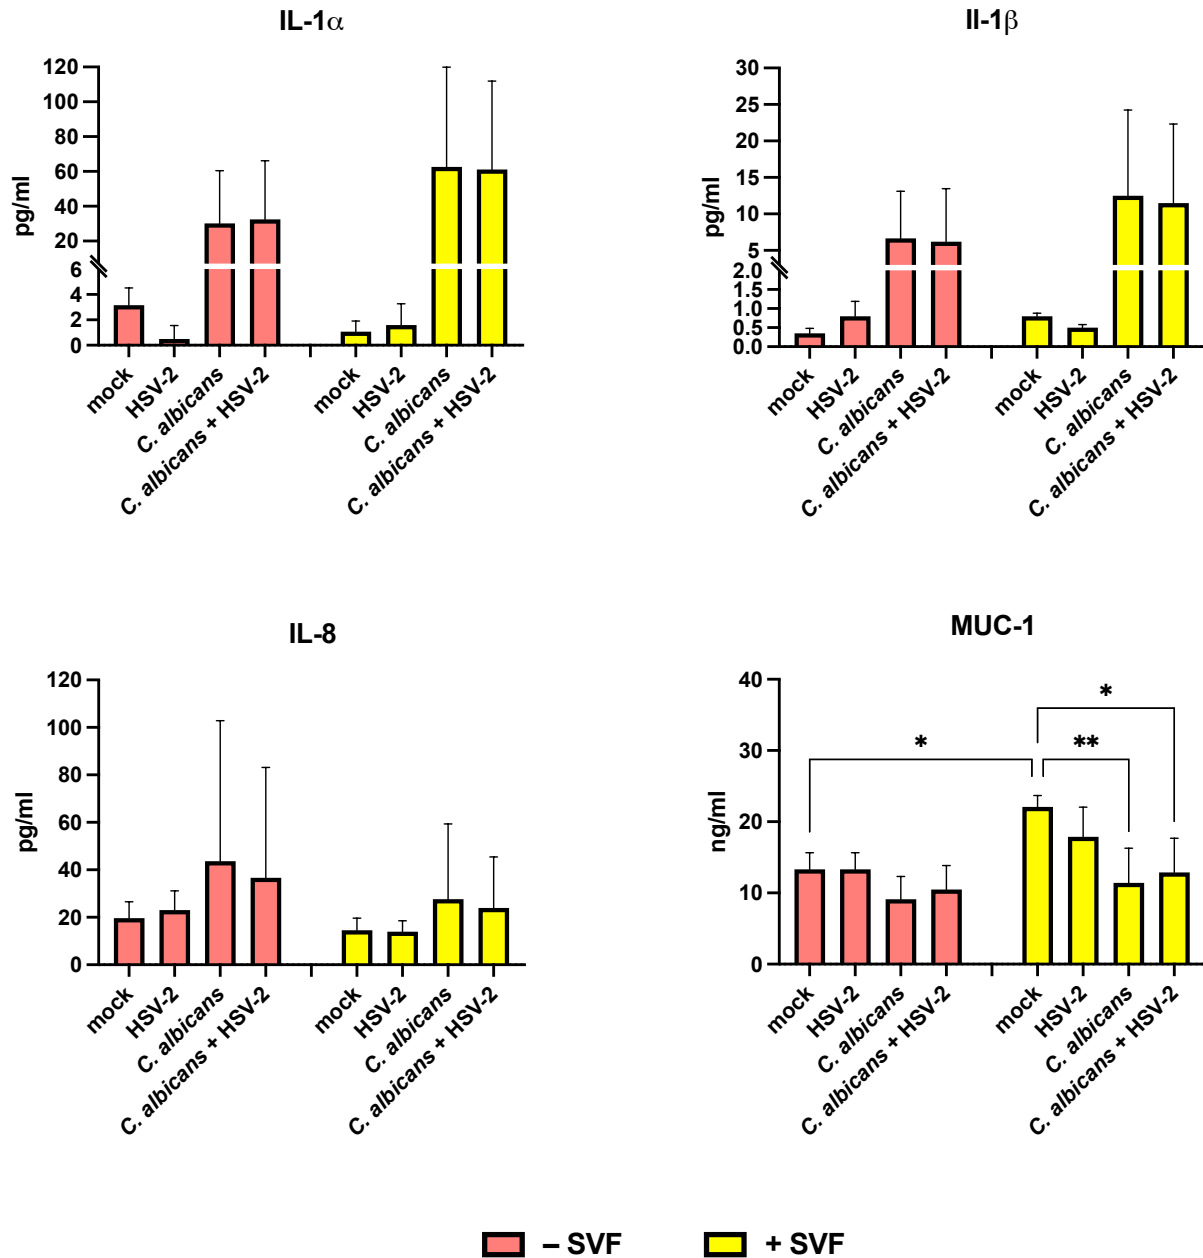 IL-1α
pg/ml
120
100
80
60
40
20
6
4
2
0
mock
HSV-2
C. albicans
C. albicans + HSV-2
mock
HSV-2
C. albicans
C. albicans + HSV-2
Il-1β
pg/ml
30
25
20
15
10
5
2.0
1.5
1.0
0.5
0.0
mock
HSV-2
C. albicans
C. albicans + HSV-2
mock
HSV-2
C. albicans
C. albicans + HSV-2
IL-8
pg/ml
120
100
80
60
40
20
0
mock
HSV-2
C. albicans
C. albicans + HSV-2
mock
HSV-2
C. albicans
C. albicans + HSV-2
MUC-1
ng/ml
40
30
20
10
0
*
*
**
mock
HSV-2
C. albicans
C. albicans + HSV-2
mock
HSV-2
C. albicans
C. albicans + HSV-2
– SVF
+ SVF